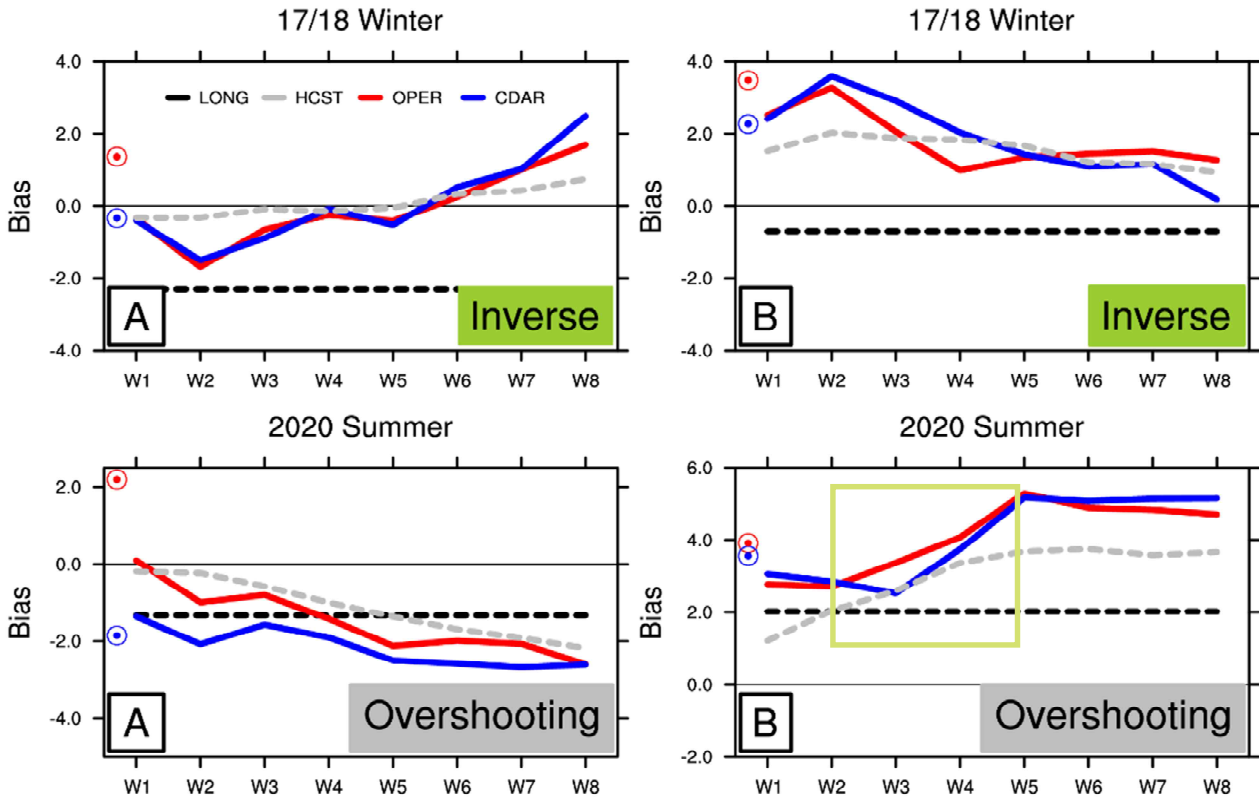 17/18 Winter
4.0
2.0
0.0
-2.0
-4.0
Bias
LONG HCST OPER CDAR
A
Inverse
W1 W2 W3 W4 W5 W6 W7 W8
17/18 Winter
4.0
2.0
0.0
-2.0
-4.0
Bias
B
Inverse
W1 W2 W3 W4 W5 W6 W7 W8
2020 Summer
2.0
0.0
-2.0
-4.0
Bias
A
Overshooting
W1 W2 W3 W4 W5 W6 W7 W8
2020 Summer
6.0
4.0
2.0
0.0
-2.0
Bias
B
Overshooting
W1 W2 W3 W4 W5 W6 W7 W8